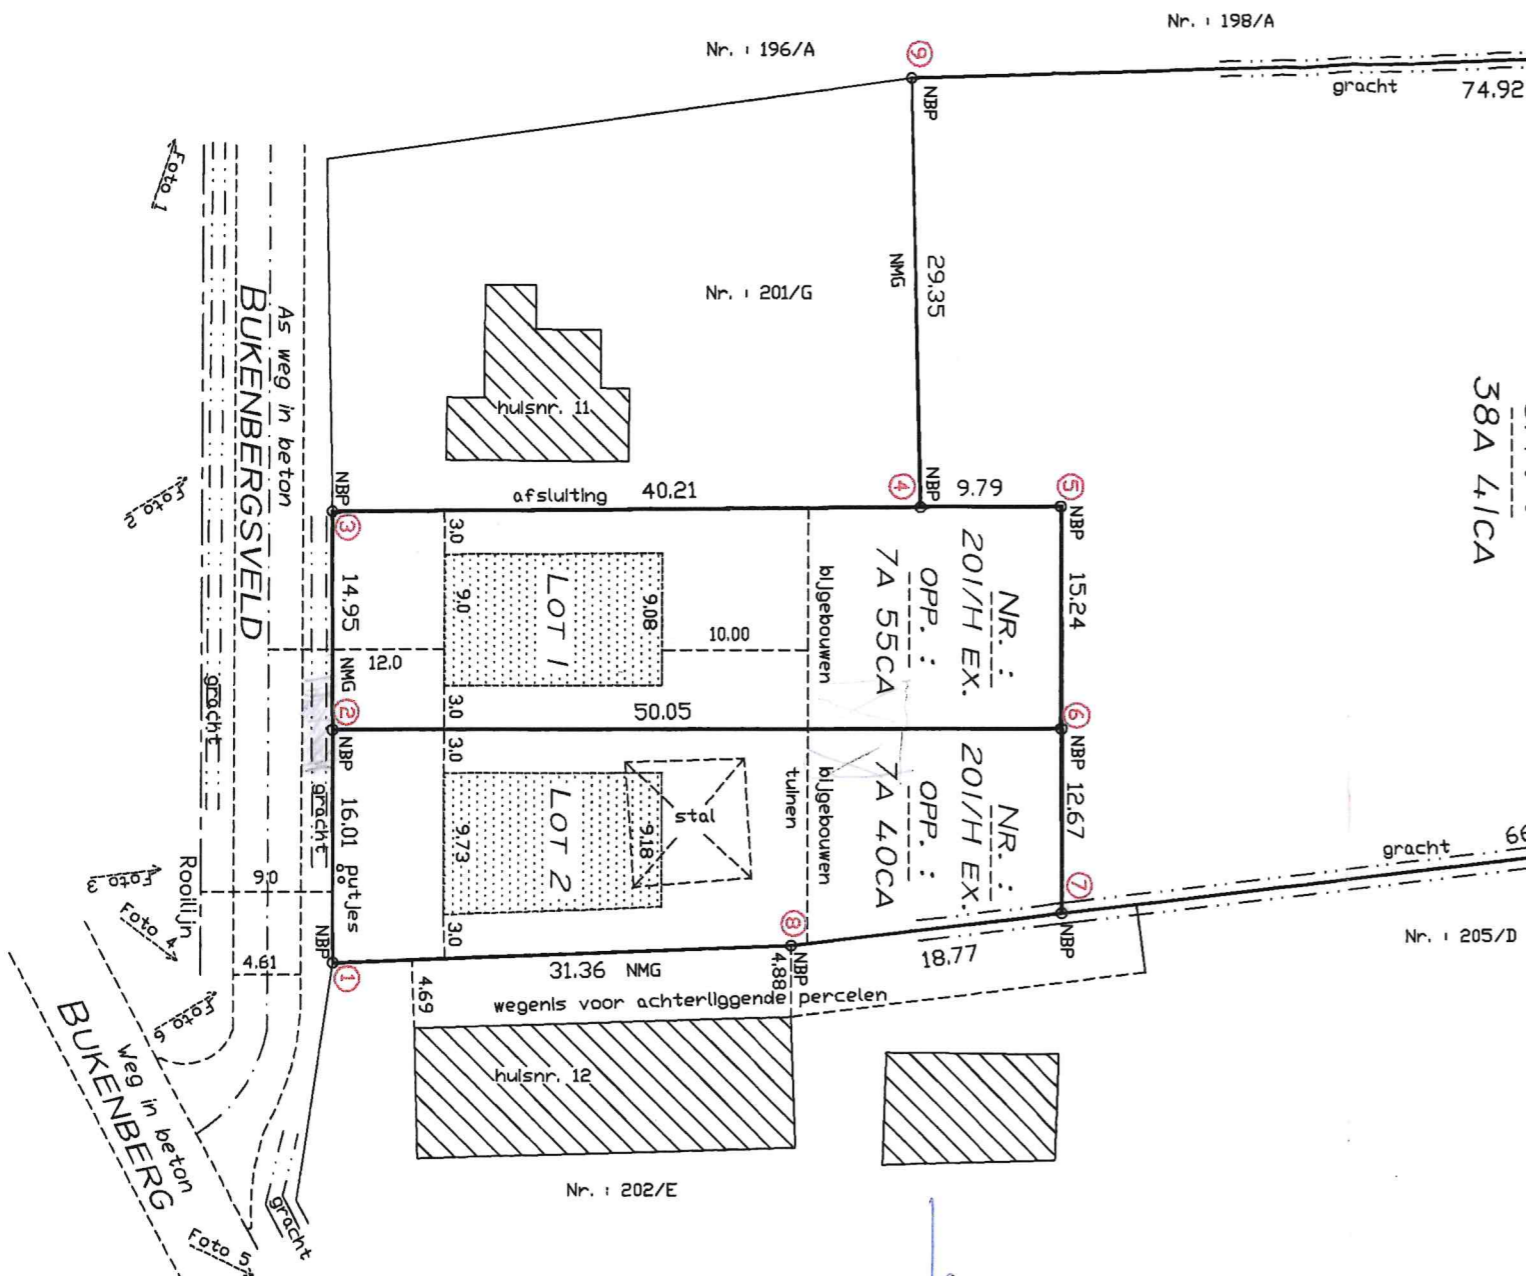 Nr. : 196/A
Nr. : 198/A
9
NBP
gracht
74.92
29.35
NMG
Nr. : 201/G
huisnr. 11
38A 41CA
Foto 1
Foto 2
As weg in beton
BUKENBERGSVELD
NBP
3
afsluiting
40.21
4
NBP
9.79
5
NBP
14.95
NMG
3.0
9.0
LOT 1
9.08
10.00
12.0
3.0
bijgebouwen
NR. :
201/H EX.
OPP. :
7A 55CA
15.24
2
NBP
50.05
6
NBP
gracht
gracht
16.01
putjes
3.0
9.73
LOT 2
9.18
stal
3.0
tuinen
bijgebouwen
NR. :
201/H EX.
OPP. :
7A 40CA
12.67
7
NBP
gracht
66
Nr. : 205/D
Foto 3
Rooilijn
9.0
Foto 4
4.61
NBP
1
31.36
NMG
8
NBP
18.77
4.69
4.88
wegenis voor achterliggende percelen
huisnr. 12
Foto 6
Weg in beton
BUKENBERG
gracht
Foto 5
Nr. : 202/E